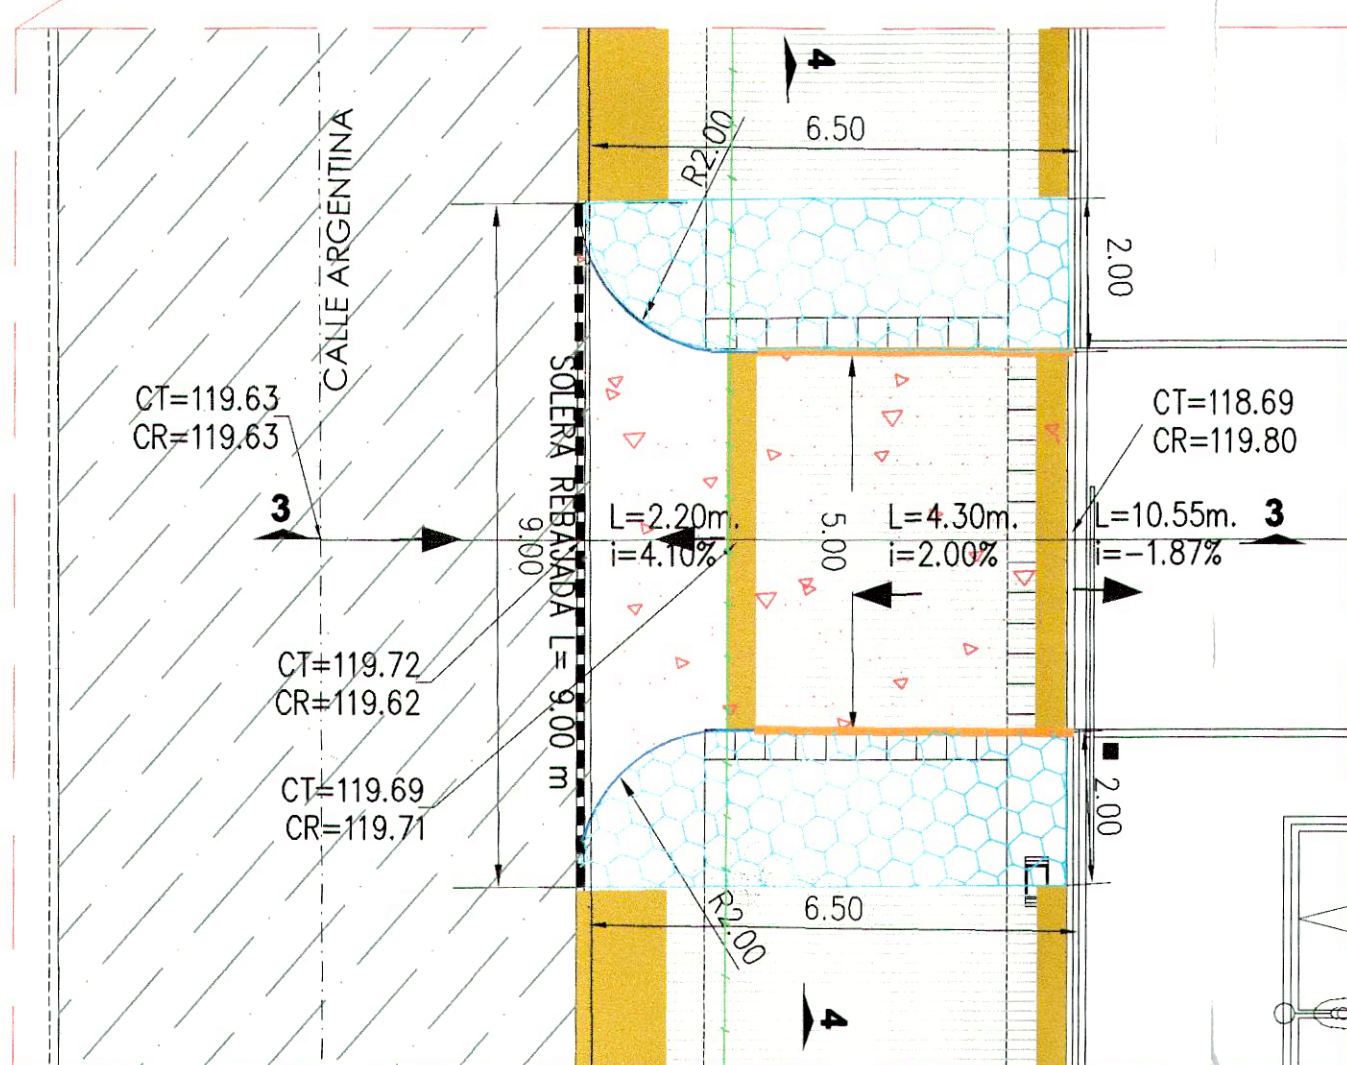 4
6.50
R2.00
CALLE ARGENTINA
2.00
CT=119.63
CR=119.63
CT=118.69
CR=119.80
SOLERA REBAJADA L= 9.00 m
3
9.00
L=2.20m.
i=4.10%
5.00
L=4.30m.
i=2.00%
L=10.55m.
i=-1.87%
3
CT=119.72
CR=119.62
CT=119.69
CR=119.71
2.00
6.50
R2.00
4